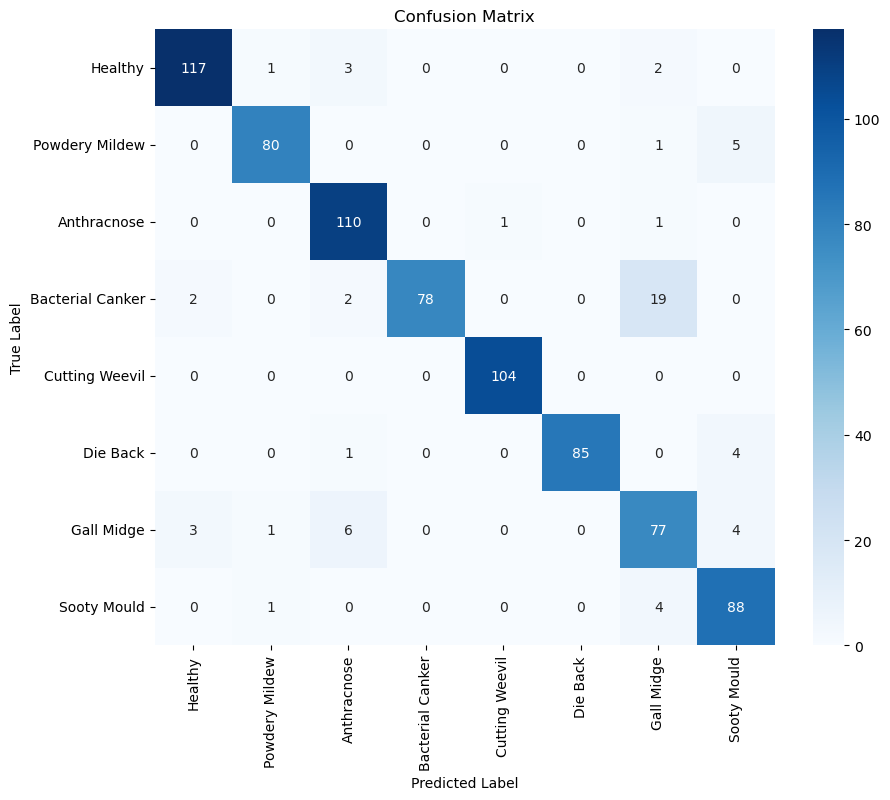 Confusion Matrix
Healthy 117 1 3 0 0 0 2 0
Powdery Mildew 0 80 0 0 0 0 1 5
Anthracnose 0 0 110 0 1 0 1 0
Bacterial Canker 2 0 2 78 0 0 19 0
Cutting Weevil 0 0 0 0 104 0 0 0
Die Back 0 0 1 0 0 85 0 4
Gall Midge 3 1 6 0 0 0 77 4
Sooty Mould 0 1 0 0 0 0 4 88
True Label
Healthy
Powdery Mildew
Anthracnose
Bacterial Canker
Cutting Weevil
Die Back
Gall Midge
Sooty Mould
Predicted Label
100
80
60
40
20
0